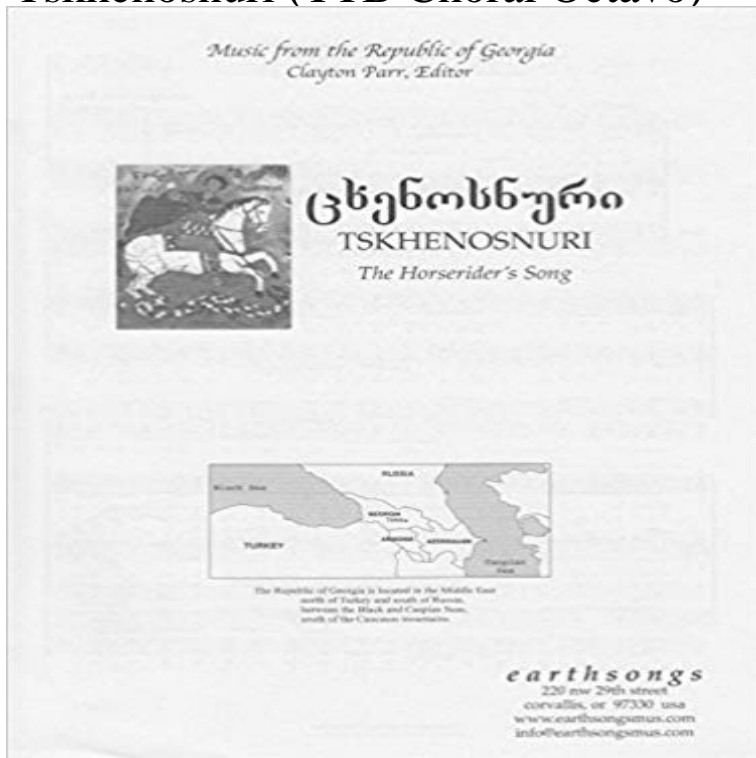 Tskhenosnuri (TTB Choral Octavo)
Music from the Republic of Georgia
Clayton Parr, Editor
ცხენოსნური
TSKHENOSNURI
The Horserider's Song
RUSSIA
Black Sea
GEORGIA
Tbilisi
ARMENIA
AZERBAIJAN
TURKEY
Caspian
Sea
The Republic of Georgia is located in the Middle East
north of Turkey and south of Russia,
between the Black and Caspian Seas,
south of the Caucasus mountains.
earthsongs
220 nw 29th street
corvallis, or 97330 usa
www.earthsongsmus.com
info@earthsongsmus.com